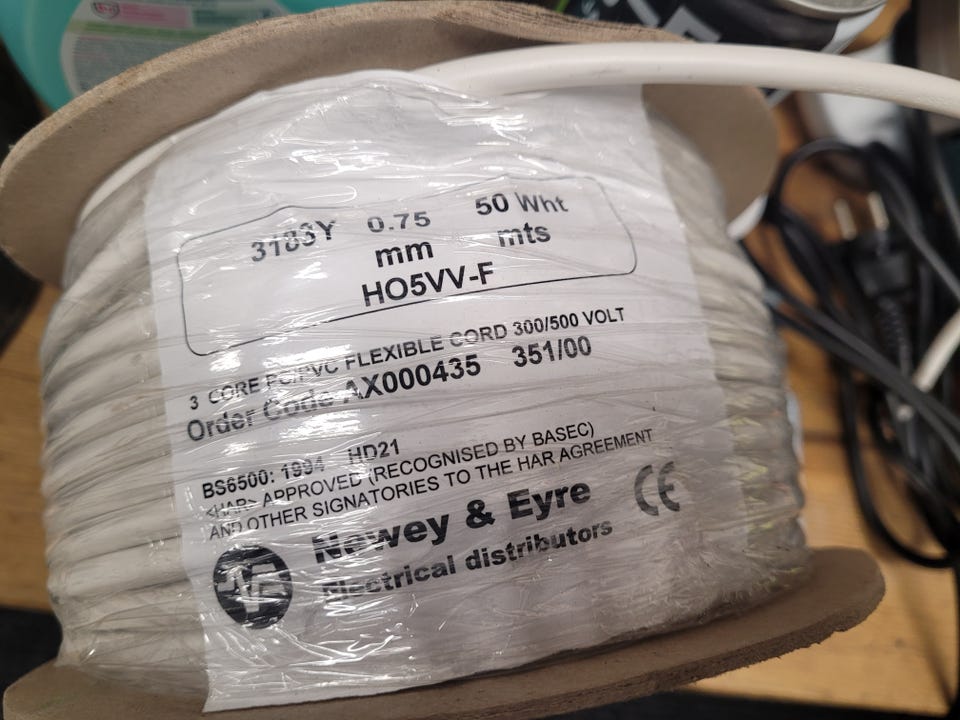 3183Y 0.75 50 Wht
mm mts
HO5VV-F
3 CORE PVC/PVC FLEXIBLE CORD 300/500 VOLT
Order Code AX000435 351/00
BS6500: 1994 HD21
<HAR> APPROVED (RECOGNISED BY BASEC)
AND OTHER SIGNATORIES TO THE HAR AGREEMENT
CE
Newey & Eyre
Electrical distributors